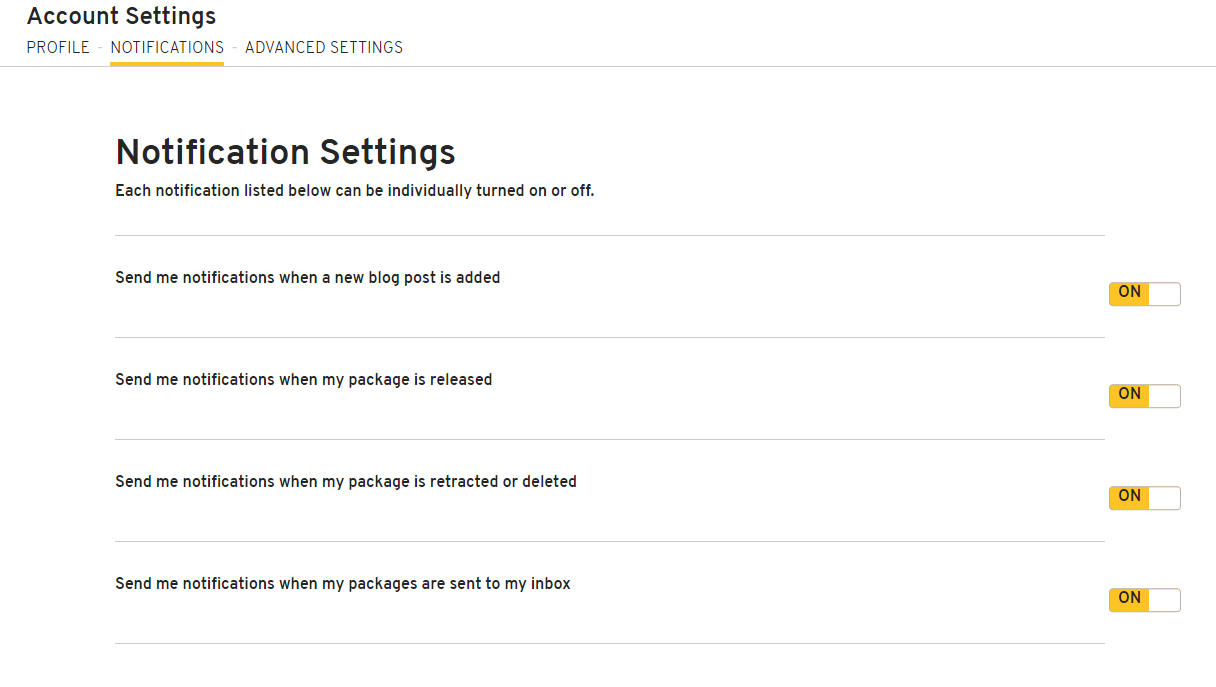 Account Settings
PROFILE - NOTIFICATIONS - ADVANCED SETTINGS
Notification Settings
Each notification listed below can be individually turned on or off.
Send me notifications when a new blog post is added
ON
Send me notifications when my package is released
ON
Send me notifications when my package is retracted or deleted
ON
Send me notifications when my packages are sent to my inbox
ON